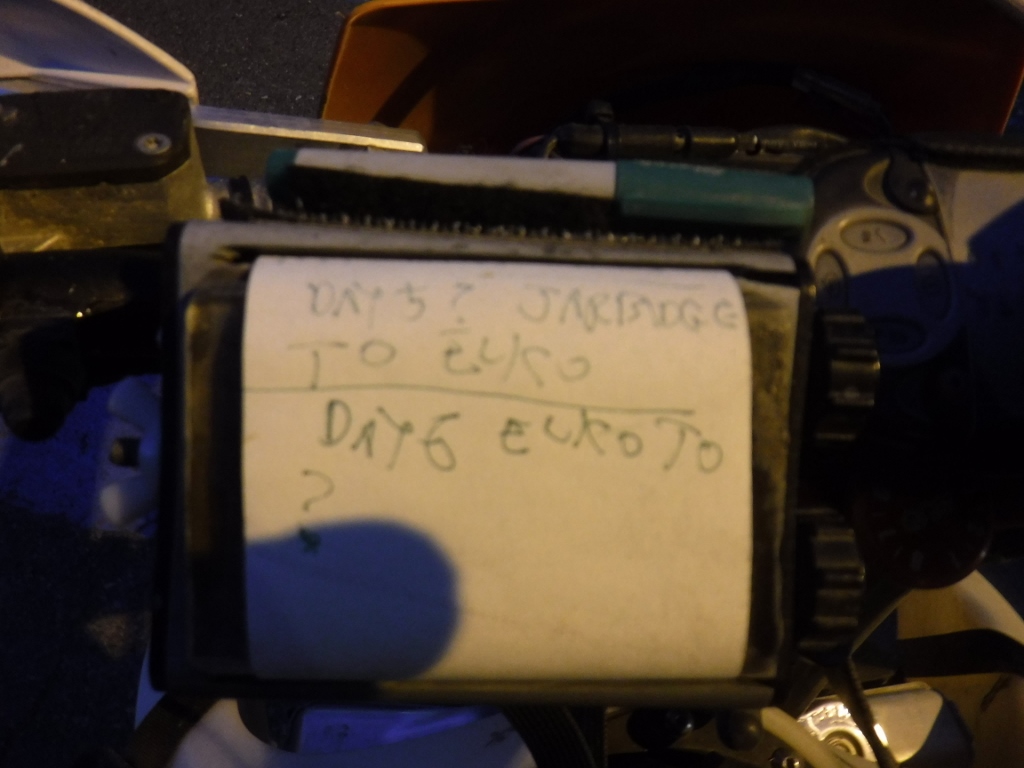 DAY 5? JARBIDGE
TO ELKO
DAY 6 ELKO TO
?